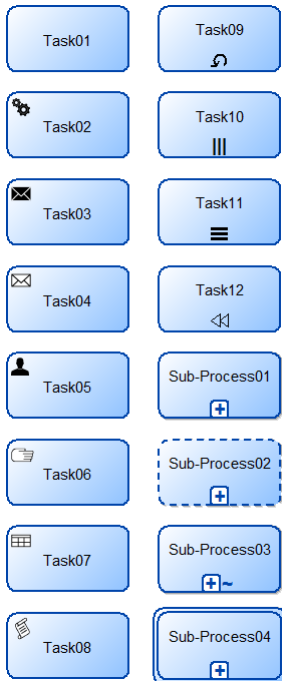 Task01
Task09
Task02
Task10
Task03
Task11
Task04
Task12
Task05
Sub-Process01
Task06
Sub-Process02
Task07
Sub-Process03
Task08
Sub-Process04